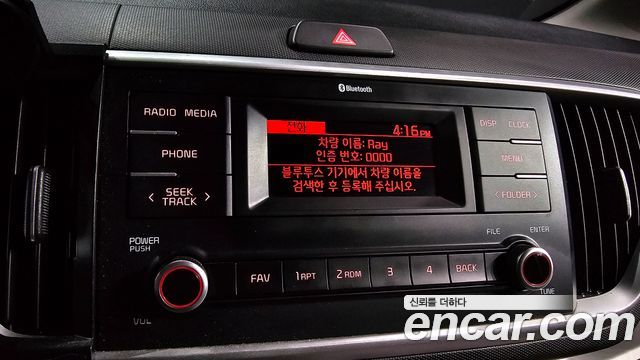 Bluetooth
RADIO MEDIA
전화 4:16 PM
DISP CLOCK
차량 이름: Ray
인증 번호: 0000
PHONE
MENU
블루투스 기기에서 차량 이름을
검색한 후 등록해 주십시오.
< SEEK TRACK >
< FOLDER >
POWER PUSH
FILE ENTER
FAV 1 RPT 2 RDM 3 4 BACK
VOL
TUNE
신뢰를 더하다
encar.com